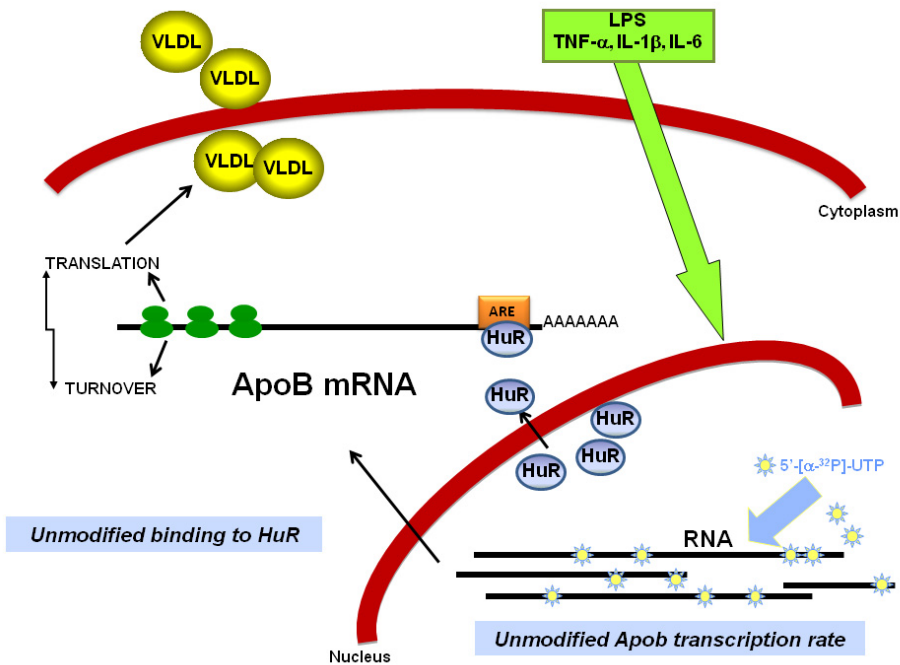 LPS
TNF-α, IL-1β, IL-6
VLDL
VLDL
VLDL
VLDL
Cytoplasm
TRANSLATION
ARE
AAAAAAA
HuR
TURNOVER
ApoB mRNA
HuR
HuR
HuR
HuR
5'-[α-³²P]-UTP
Unmodified binding to HuR
RNA
Unmodified Apob transcription rate
Nucleus